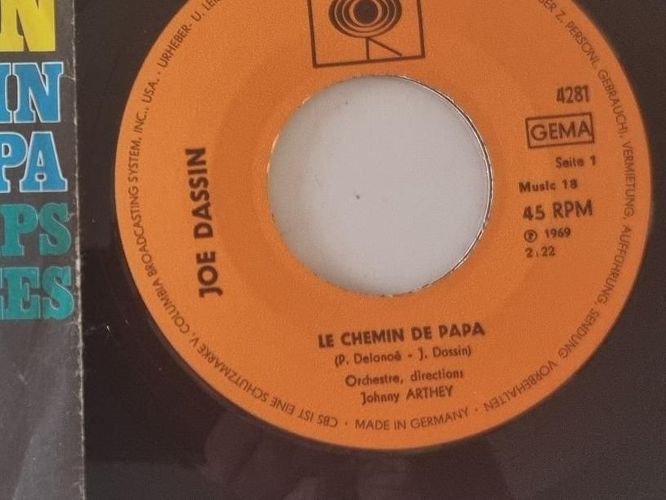 N
IN
PA
PS
ES
4281
GEMA
Seite 1
Music 18
45 RPM
℗ 1969
2:22
JOE DASSIN
LE CHEMIN DE PAPA
(P. Delanoë - J. Dassin)
Orchestre, directions
Johnny ARTHEY
CBS IST EINE SCHUTZMARKE V. COLUMBIA BROADCASTING SYSTEM, INC., USA. · URHEBER- U. LEI
BER Z. PERSÖNL. GEBRAUCH), VERMIETUNG, AUFFÜHRUNG, SENDUNG VORBEHALTEN · MADE IN GERMANY ·